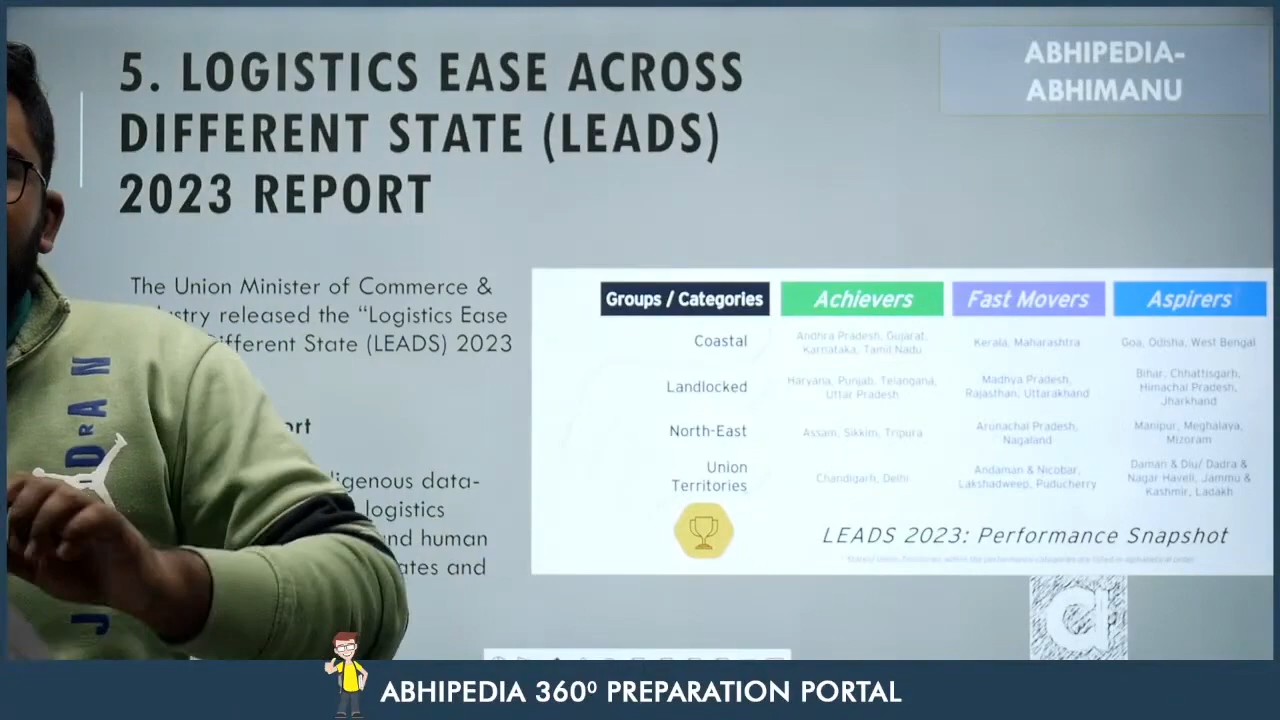 5. LOGISTICS EASE ACROSS
DIFFERENT STATE (LEADS)
2023 REPORT
ABHIPEDIA-
ABHIMANU
The Union Minister of Commerce &
ustry released the “Logistics Ease
ifferent State (LEADS) 2023
ort
igenous data-
logistics
nd human
ates and
Groups / Categories Achievers Fast Movers Aspirers
Coastal
Andhra Pradesh, Gujarat,
Karnataka, Tamil Nadu
Kerala, Maharashtra
Goa, Odisha, West Bengal
Landlocked
Haryana, Punjab, Telangana,
Uttar Pradesh
Madhya Pradesh,
Rajasthan, Uttarakhand
Bihar, Chhattisgarh,
Himachal Pradesh,
Jharkhand
North-East
Assam, Sikkim, Tripura
Arunachal Pradesh,
Nagaland
Manipur, Meghalaya,
Mizoram
Union
Territories
Chandigarh, Delhi
Andaman & Nicobar,
Lakshadweep, Puducherry
Daman & Diu/ Dadra &
Nagar Haveli, Jammu &
Kashmir, Ladakh
LEADS 2023: Performance Snapshot
JORDAN
a
ABHIPEDIA 360⁰ PREPARATION PORTAL